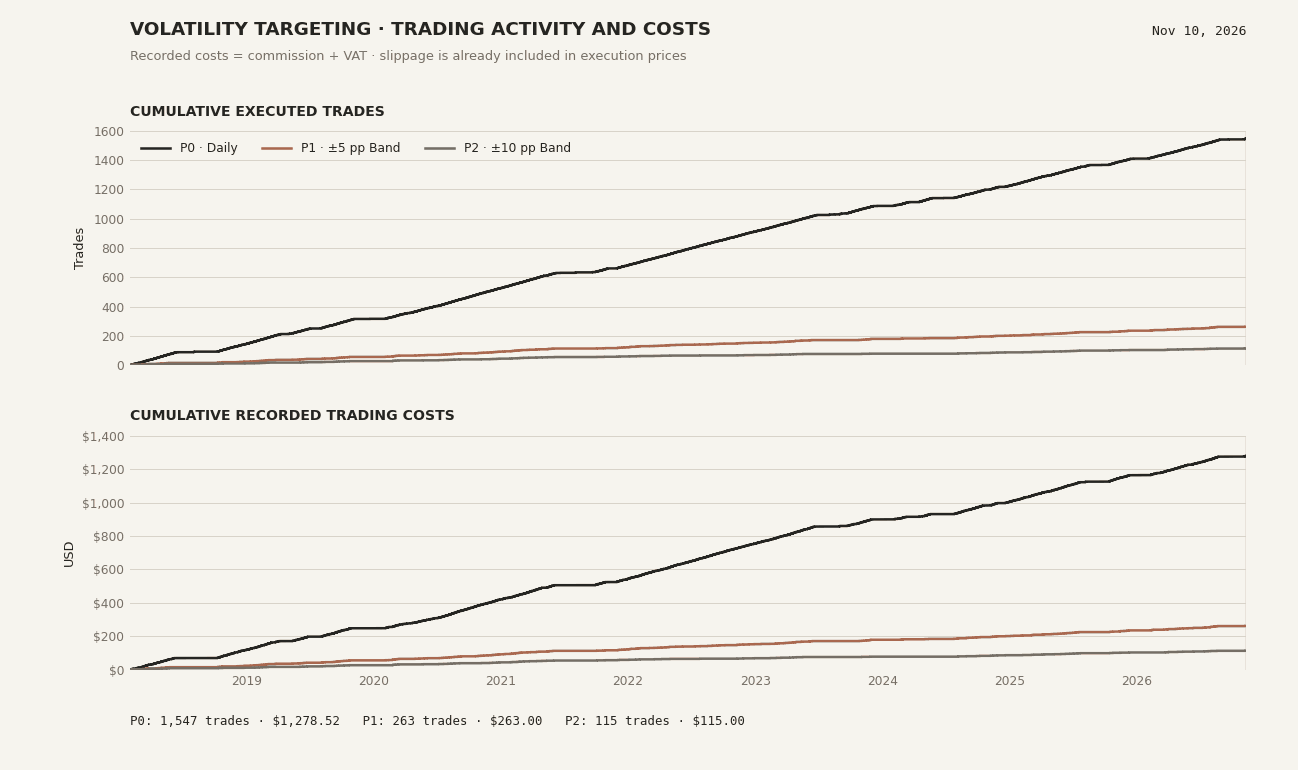 VOLATILITY TARGETING · TRADING ACTIVITY AND COSTS
Nov 10, 2026
Recorded costs = commission + VAT · slippage is already included in execution prices
CUMULATIVE EXECUTED TRADES
P0 · Daily
P1 · ±5 pp Band
P2 · ±10 pp Band
Trades
1600
1400
1200
1000
800
600
400
200
0
CUMULATIVE RECORDED TRADING COSTS
USD
$1,400
$1,200
$1,000
$800
$600
$400
$200
$0
2019
2020
2021
2022
2023
2024
2025
2026
P0: 1,547 trades · $1,278.52   P1: 263 trades · $263.00   P2: 115 trades · $115.00